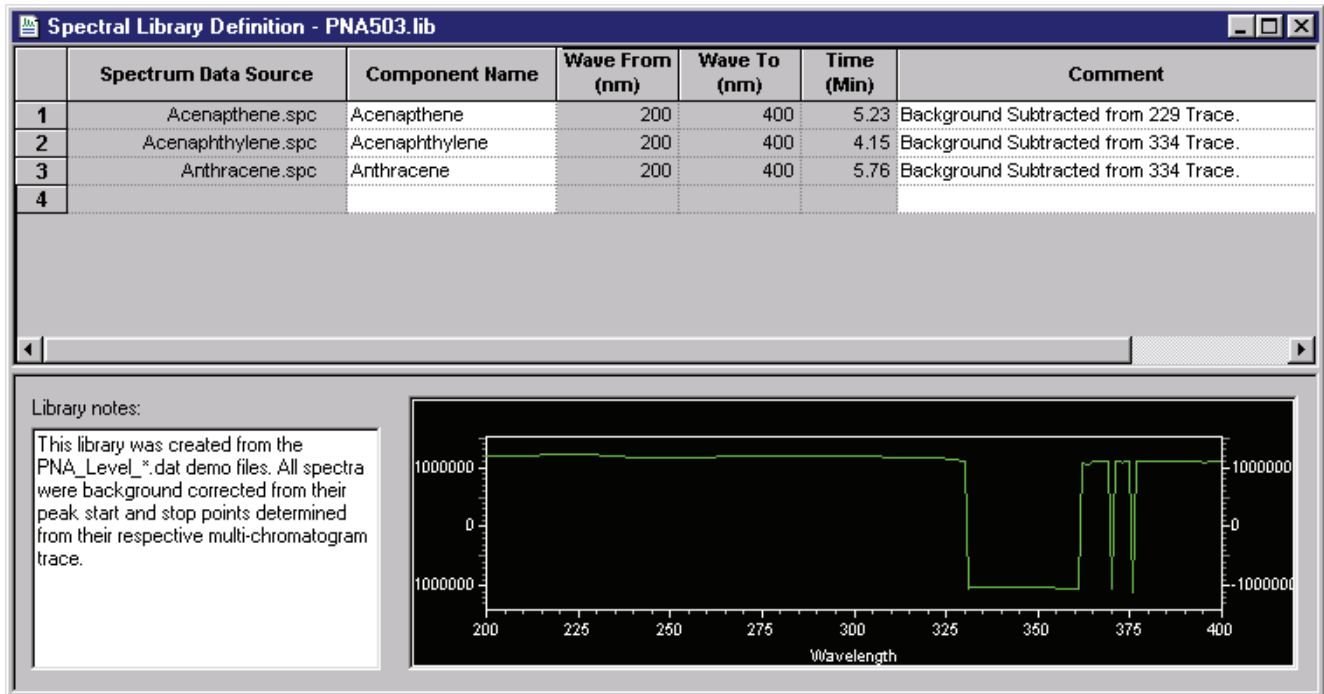 Spectral Library Definition - PNA503.lib
Spectrum Data Source Component Name Wave From (nm) Wave To (nm) Time (Min) Comment
1 Acenapthene.spc Acenapthene 200 400 5.23 Background Subtracted from 229 Trace.
2 Acenaphthylene.spc Acenaphthylene 200 400 4.15 Background Subtracted from 334 Trace.
3 Anthracene.spc Anthracene 200 400 5.76 Background Subtracted from 334 Trace.
4
Library notes:
This library was created from the
PNA_Level_*.dat demo files. All spectra
were background corrected from their
peak start and stop points determined
from their respective multi-chromatogram
trace.
1000000 1000000
0 0
1000000 -1000000
200 225 250 275 300 325 350 375 400
Wavelength